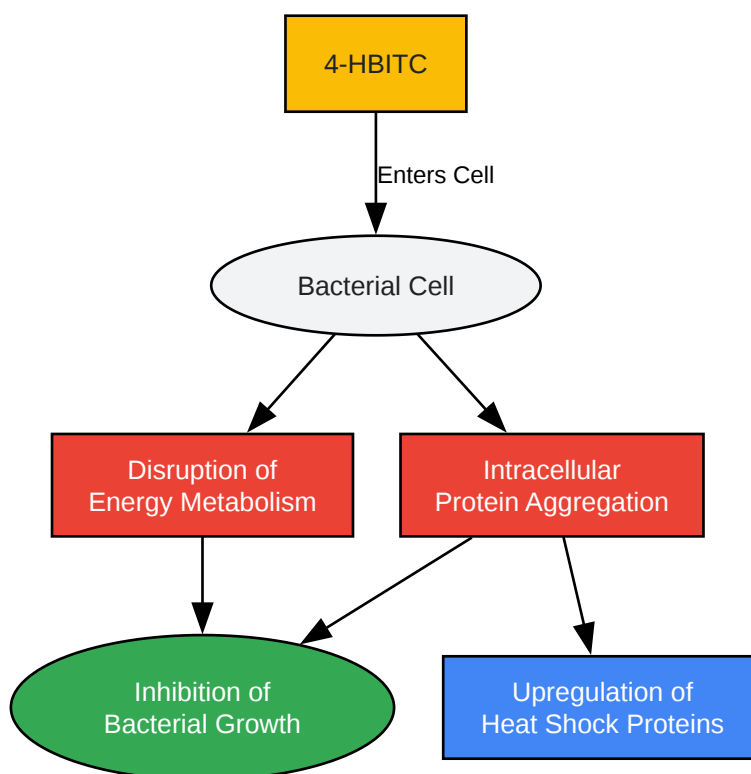 4-HBITC
Enters Cell
Bacterial Cell
Disruption of
Energy Metabolism
Intracellular
Protein Aggregation
Inhibition of
Bacterial Growth
Upregulation of
Heat Shock Proteins